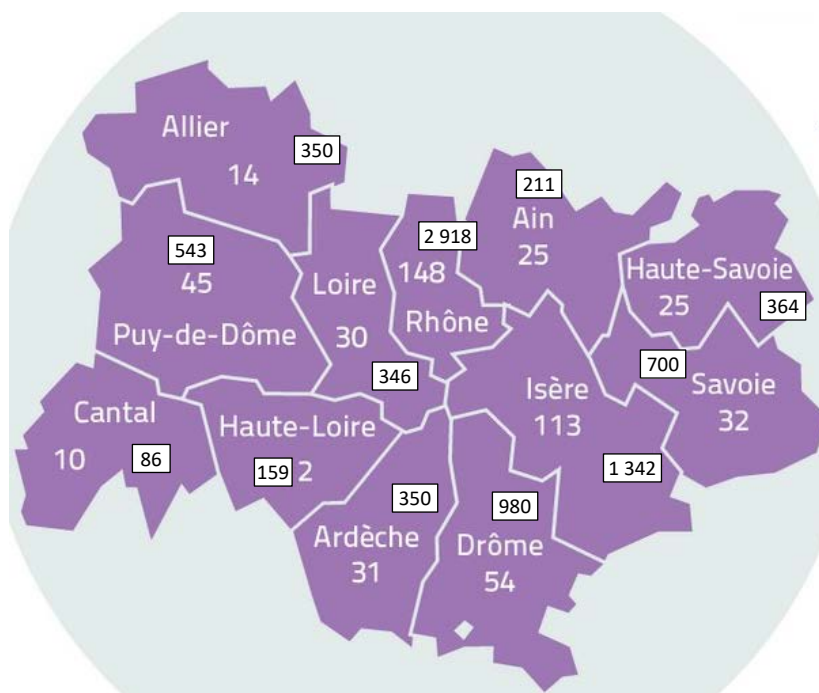 Allier
350
14
211
Ain
25
2 918
148
Rhône
543
45
Puy-de-Dôme
Loire
30
346
Haute-Savoie
25
364
700
Savoie
32
Isère
113
1 342
Cantal
10
86
Haute-Loire
159 2
350
Ardèche
31
980
Drôme
54